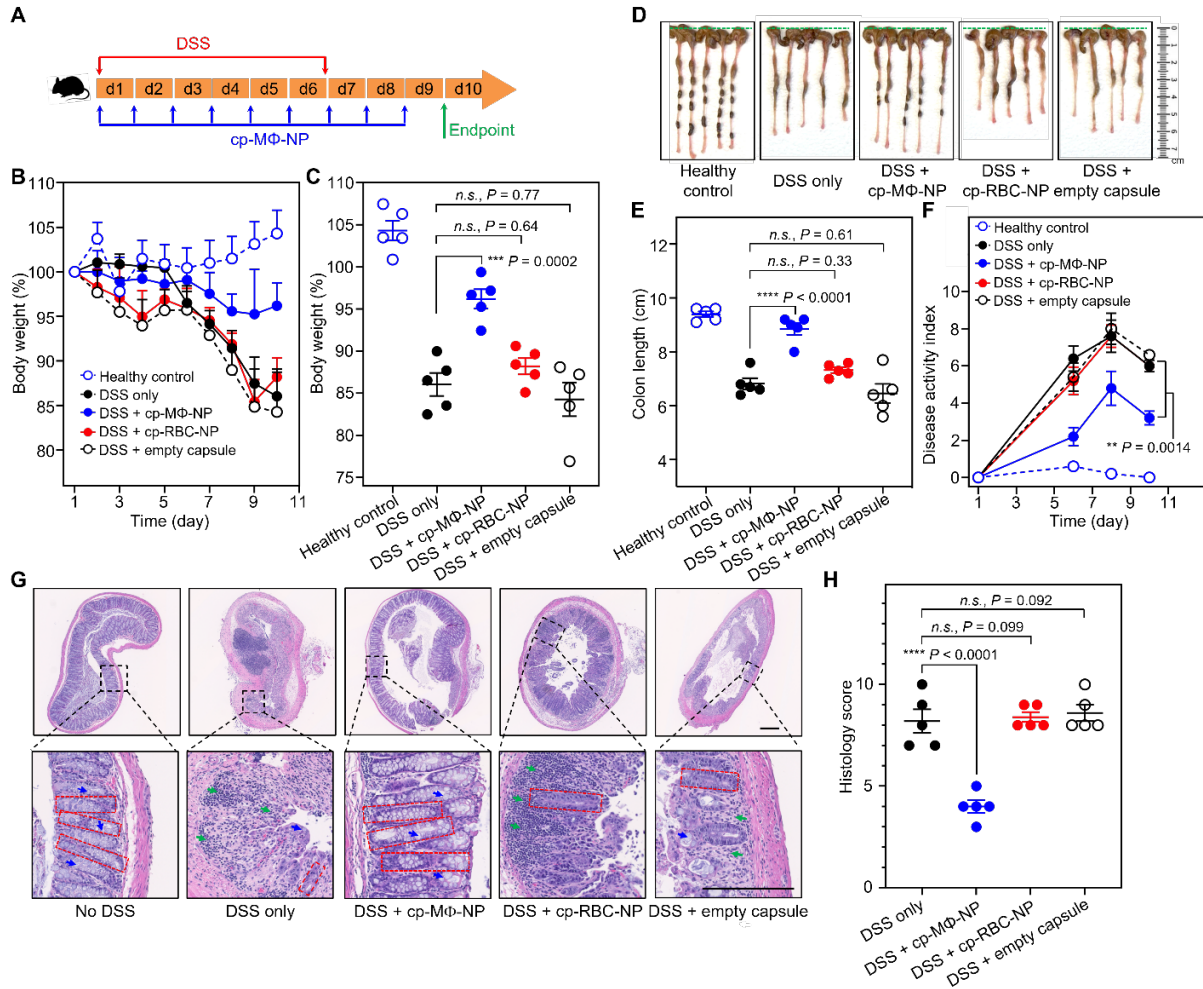 A
DSS
d1 d2 d3 d4 d5 d6 d7 d8 d9 d10
cp-MΦ-NP
Endpoint
D
0
1
2
3
4
5
6
7
cm
Healthy control
DSS only
DSS + cp-MΦ-NP
DSS + cp-RBC-NP
DSS + empty capsule
B
Body weight (%)
110
105
100
95
90
85
80
Healthy control
DSS only
DSS + cp-MΦ-NP
DSS + cp-RBC-NP
DSS + empty capsule
1 3 5 7 9 11
Time (day)
C
Body weight (%)
110
105
100
95
90
85
80
75
n.s., P = 0.77
n.s., P = 0.64
*** P = 0.0002
Healthy control
DSS only
DSS + cp-MΦ-NP
DSS + cp-RBC-NP
DSS + empty capsule
E
Colon length (cm)
12
9
6
3
n.s., P = 0.61
n.s., P = 0.33
**** P < 0.0001
Healthy control
DSS only
DSS + cp-MΦ-NP
DSS + cp-RBC-NP
DSS + empty capsule
F
Healthy control
DSS only
DSS + cp-MΦ-NP
DSS + cp-RBC-NP
DSS + empty capsule
Disease activity index
8
6
4
2
0
** P = 0.0014
1 3 5 7 9 11
Time (day)
G
No DSS
DSS only
DSS + cp-MΦ-NP
DSS + cp-RBC-NP
DSS + empty capsule
H
Histology score
10
5
0
n.s., P = 0.092
n.s., P = 0.099
**** P < 0.0001
DSS only
DSS + cp-MΦ-NP
DSS + cp-RBC-NP
DSS + empty capsule